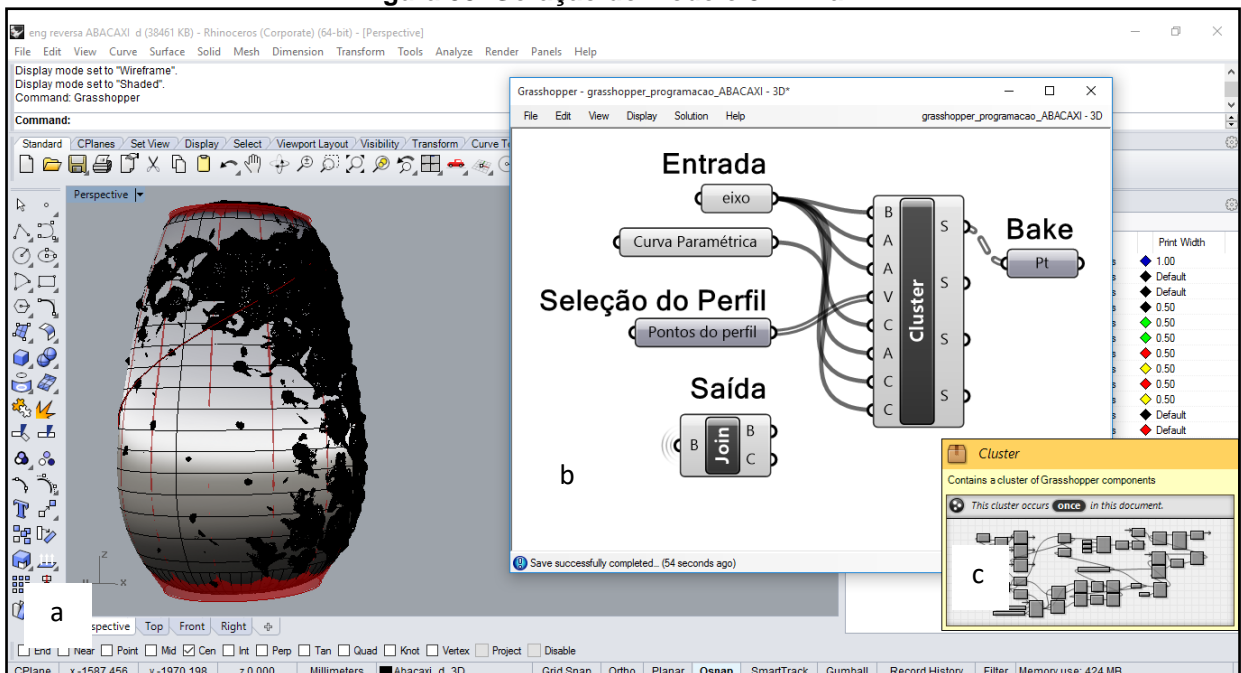 eng reversa ABACAXI d (38461 KB) - Rhinoceros (Corporate) (64-bit) - [Perspective]
File Edit View Curve Surface Solid Mesh Dimension Transform Tools Analyze Render Panels Help
Display mode set to "Wireframe".
Display mode set to "Shaded".
Command: Grasshopper
Command:
Standard CPlanes Set View Display Select Viewport Layout Visibility Transform Curve
Perspective
Print Width
1.00
Default
Default
0.50
0.50
0.50
0.50
0.50
0.50
Default
Default
Grasshopper - grasshopper_programacao_ABACAXI - 3D*
File Edit View Display Solution Help grasshopper_programacao_ABACAXI - 3D
Entrada
eixo
Curva Paramétrica
Seleção do Perfil
Pontos do perfil
B
A
A
V
C
A
C
C
Cluster
S
S
S
S
Bake
Pt
Saída
B
Join
B
C
b
Save successfully completed... (54 seconds ago)
Cluster
Contains a cluster of Grasshopper components
This cluster occurs once in this document.
c
z
x
a
Top Front Right
End Near Point Mid Cen Int Perp Tan Quad Knot Vertex Project Disable
CPlane x -1587.456 y -1970.198 z 0.000 Millimeters Abacaxi_d_3D Grid Snap Ortho Planar Osnap SmartTrack Gumball Record History Filter Memory use: 424 MB